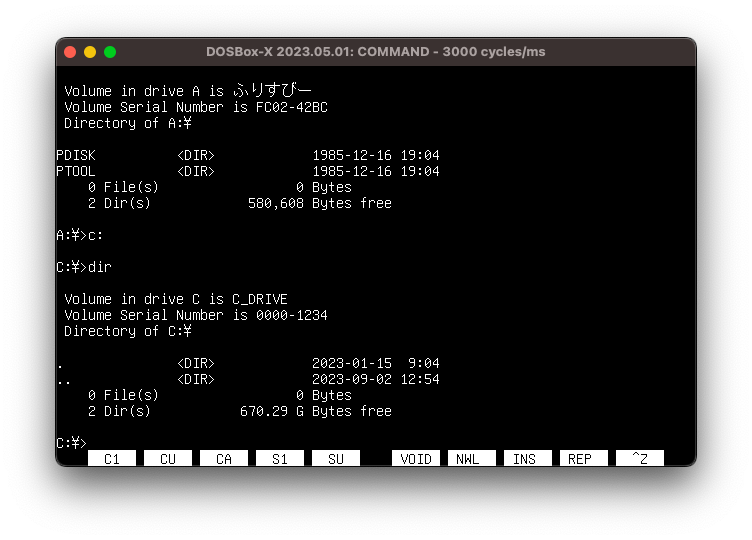 DOSBox-X 2023.05.01: COMMAND - 3000 cycles/ms
Volume in drive A is ふりすびー
Volume Serial Number is FC02-42BC
Directory of A:¥
PDISK <DIR> 1985-12-16 19:04
PTOOL <DIR> 1985-12-16 19:04
0 File(s) 0 Bytes
2 Dir(s) 580,608 Bytes free
A:¥>c:
C:¥>dir
Volume in drive C is C_DRIVE
Volume Serial Number is 0000-1234
Directory of C:¥
. <DIR> 2023-01-15 9:04
.. <DIR> 2023-09-02 12:54
0 File(s) 0 Bytes
2 Dir(s) 670.29 G Bytes free
C:¥>
C1 CU CA S1 SU VOID NWL INS REP ^Z